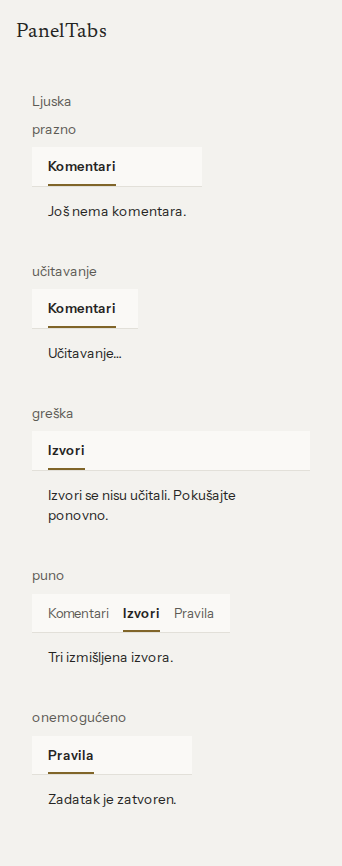 PanelTabs
Ljuska
prazno
Komentari
Još nema komentara.
učitavanje
Komentari
Učitavanje…
greška
Izvori
Izvori se nisu učitali. Pokušajte
ponovno.
puno
Komentari Izvori Pravila
Tri izmišljena izvora.
onemogućeno
Pravila
Zadatak je zatvoren.